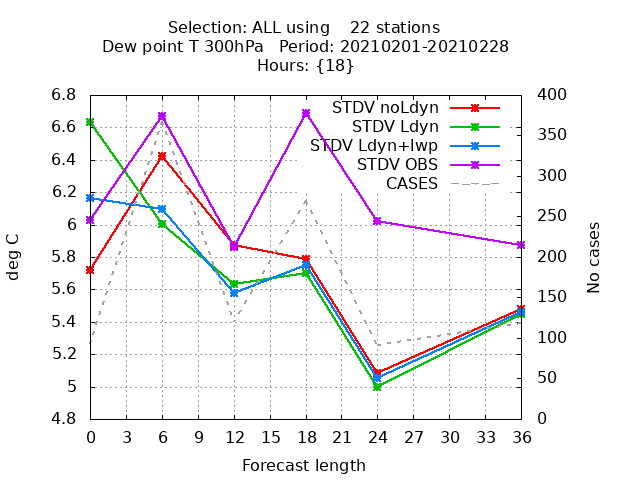 Selection: ALL using    22 stations
Dew point T 300hPa   Period: 20210201-20210228
Hours: {18}
STDV noLdyn
STDV Ldyn
STDV Ldyn+lwp
STDV OBS
CASES
deg C
6.8
6.6
6.4
6.2
6
5.8
5.6
5.4
5.2
5
4.8
400
350
300
250
200
150
100
50
0
No cases
0 3 6 9 12 15 18 21 24 27 30 33 36
Forecast length